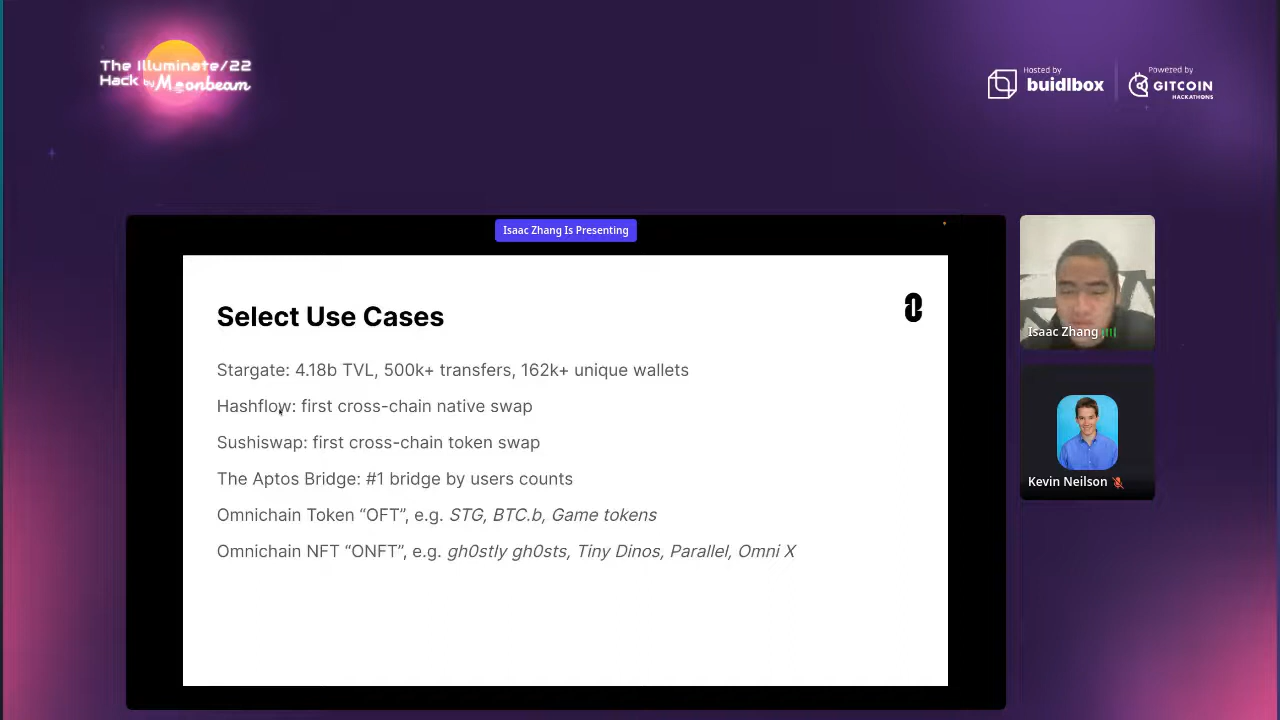 The Illuminate/22
Hack by Moonbeam
Hosted by
buidlbox
Powered by
GITCOIN
HACKATHONS
Isaac Zhang Is Presenting
Select Use Cases
Stargate: 4.18b TVL, 500k+ transfers, 162k+ unique wallets
Hashflow: first cross-chain native swap
Sushiswap: first cross-chain token swap
The Aptos Bridge: #1 bridge by users counts
Omnichain Token “OFT”, e.g. STG, BTC.b, Game tokens
Omnichain NFT “ONFT”, e.g. gh0stly gh0sts, Tiny Dinos, Parallel, Omni X
Isaac Zhang
Kevin Neilson